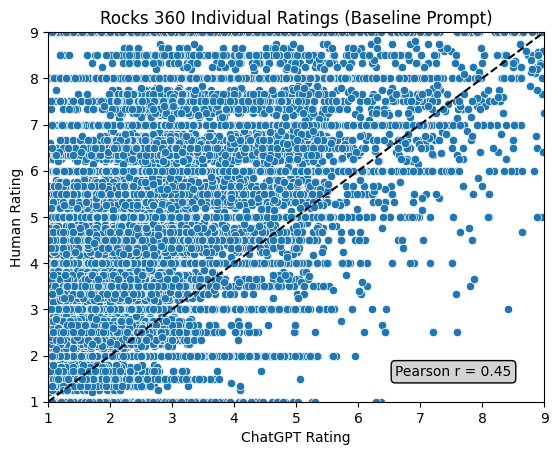 Rocks 360 Individual Ratings (Baseline Prompt)
9
8
7
6
5
4
3
2
1
Human Rating
Pearson r = 0.45
1 2 3 4 5 6 7 8 9
ChatGPT Rating